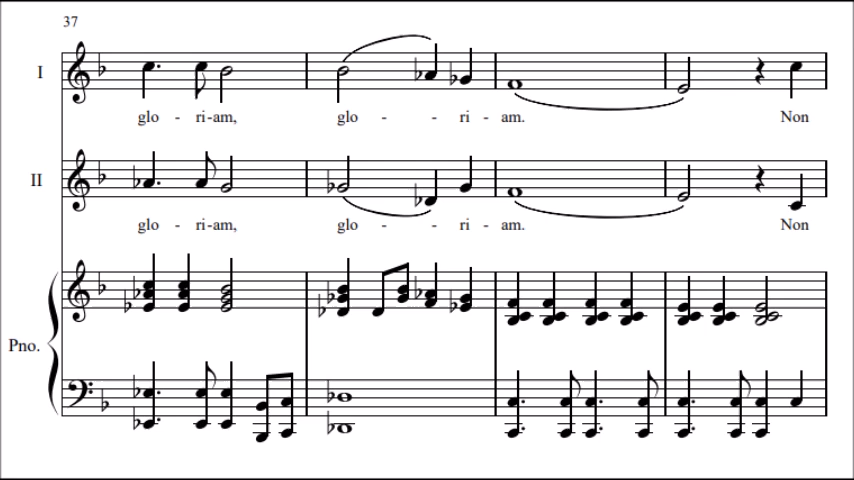 37
I
glo - ri-am, glo - - ri - am. Non
II
glo - ri-am, glo - - ri - am. Non
Pno.